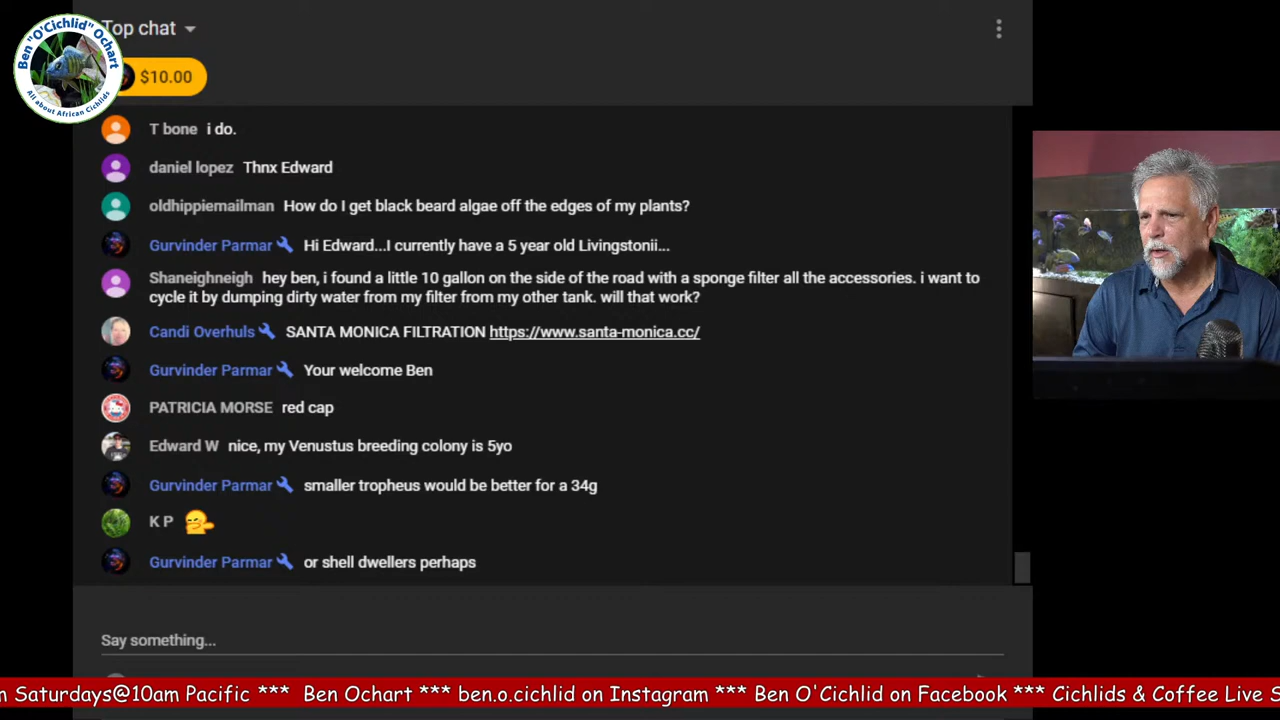 Ben "O'Cichlid" Ochart
All about African Cichlids
Top chat
$10.00
T bone i do.
daniel lopez Thnx Edward
oldhippiemailman How do I get black beard algae off the edges of my plants?
Gurvinder Parmar Hi Edward...I currently have a 5 year old Livingstonii...
Shaneighneigh hey ben, i found a little 10 gallon on the side of the road with a sponge filter all the accessories. i want to
cycle it by dumping dirty water from my filter from my other tank. will that work?
Candi Overhuls SANTA MONICA FILTRATION https://www.santa-monica.cc/
Gurvinder Parmar Your welcome Ben
PATRICIA MORSE red cap
Edward W nice, my Venustus breeding colony is 5yo
Gurvinder Parmar smaller tropheus would be better for a 34g
K P
Gurvinder Parmar or shell dwellers perhaps
Say something...
n Saturdays@10am Pacific *** Ben Ochart *** ben.o.cichlid on Instagram *** Ben O'Cichlid on Facebook *** Cichlids & Coffee Live S